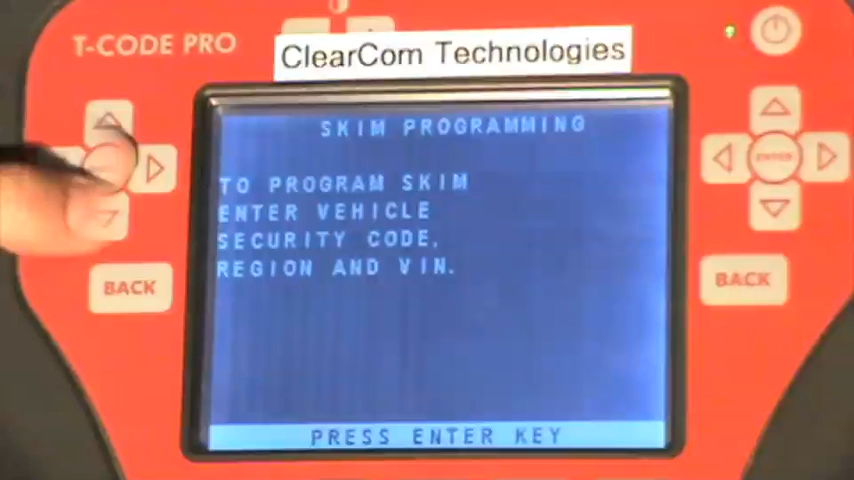 T-CODE PRO
ClearCom Technologies
SKIM PROGRAMMING
TO PROGRAM SKIM
ENTER VEHICLE
SECURITY CODE,
REGION AND VIN.
PRESS ENTER KEY
BACK
ENTER
BACK